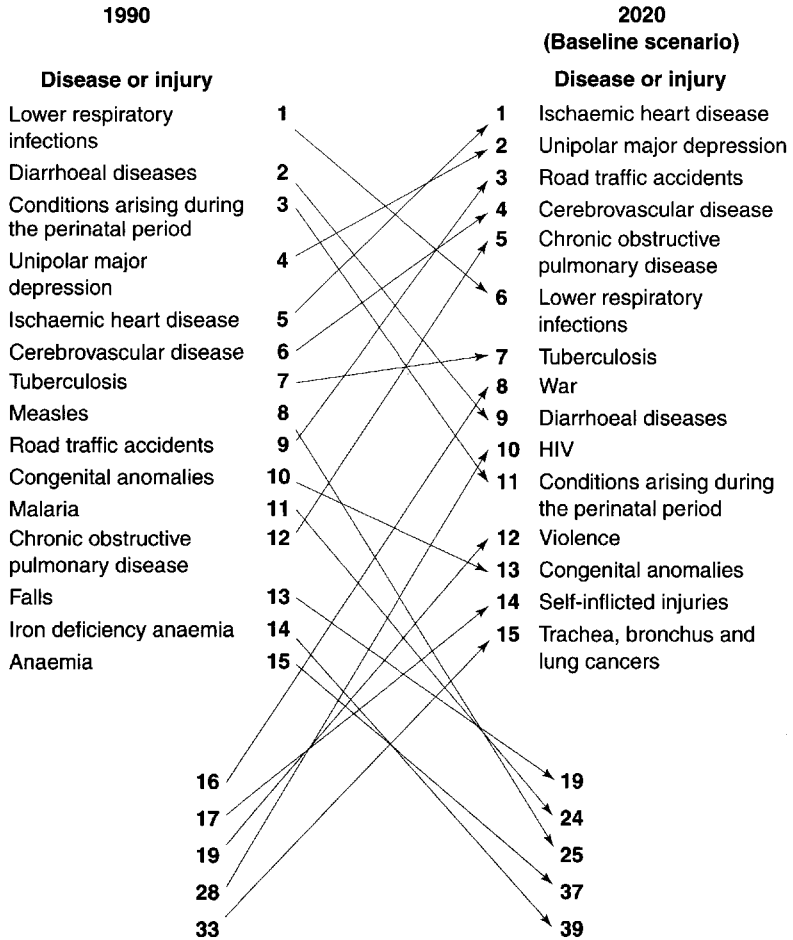 1990
2020
(Baseline scenario)
Disease or injury
Disease or injury
Lower respiratory
infections
1
Diarrhoeal diseases 2
Conditions arising during
the perinatal period
3
Unipolar major
depression
4
Ischaemic heart disease 5
Cerebrovascular disease 6
Tuberculosis 7
Measles 8
Road traffic accidents 9
Congenital anomalies 10
Malaria 11
Chronic obstructive
pulmonary disease
12
Falls 13
Iron deficiency anaemia 14
Anaemia 15
16
17
19
28
33
1 Ischaemic heart disease
2 Unipolar major depression
3 Road traffic accidents
4 Cerebrovascular disease
5 Chronic obstructive
pulmonary disease
6 Lower respiratory
infections
7 Tuberculosis
8 War
9 Diarrhoeal diseases
10 HIV
11 Conditions arising during
the perinatal period
12 Violence
13 Congenital anomalies
14 Self-inflicted injuries
15 Trachea, bronchus and
lung cancers
19
24
25
37
39